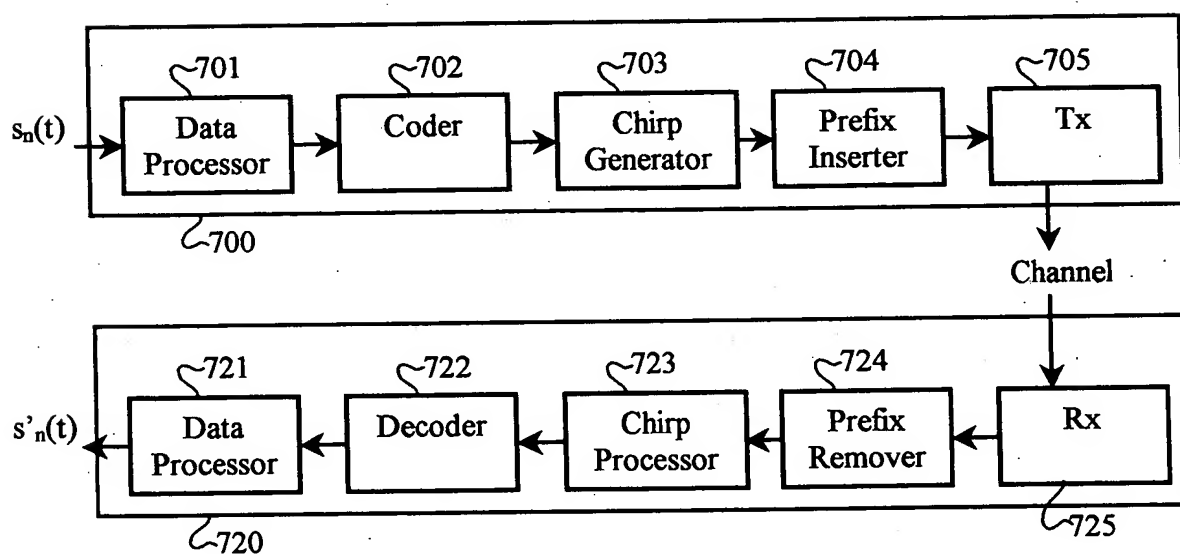 701 702 703 704 705
s_n(t) Data Processor Coder Chirp Generator Prefix Inserter Tx
700
Channel
721 722 723 724
s'_n(t) Data Processor Decoder Chirp Processor Prefix Remover Rx
720 725